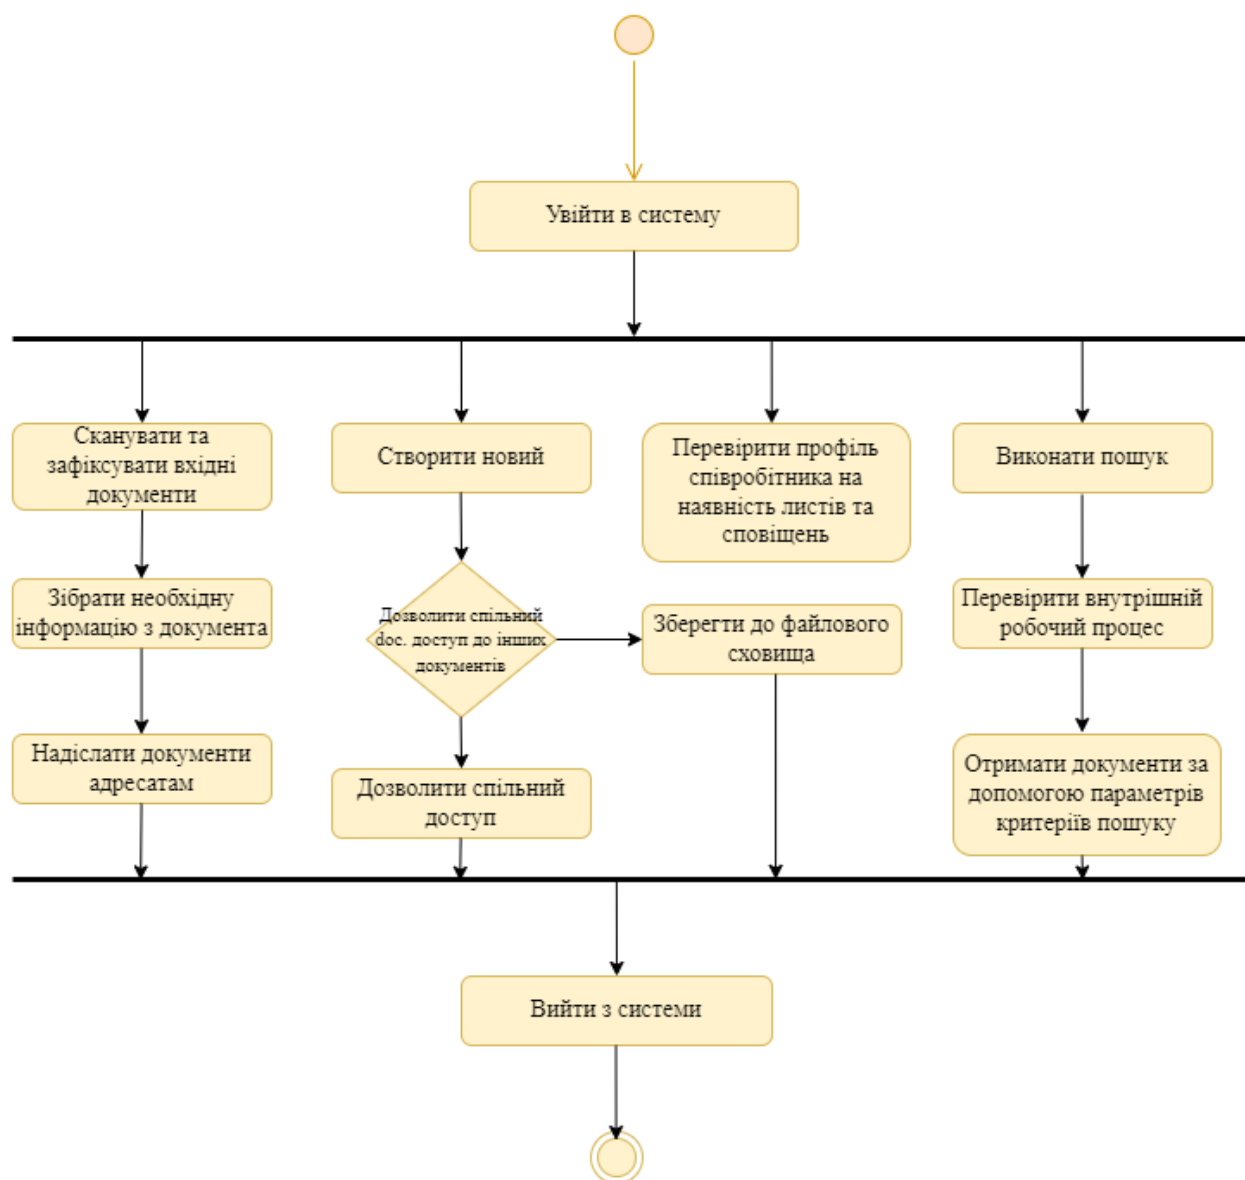 Увійти в систему
Сканувати та
зафіксувати вхідні
документи
Створити новий
Перевірити профіль
співробітника на
наявність листів та
сповіщень
Виконати пошук
Зібрати необхідну
інформацію з документа
Дозволити спільний
doc. доступ до інших
документів
Зберегти до файлового
сховища
Перевірити внутрішній
робочий процес
Надіслати документи
адресатам
Дозволити спільний
доступ
Отримати документи за
допомогою параметрів
критеріїв пошуку
Вийти з системи